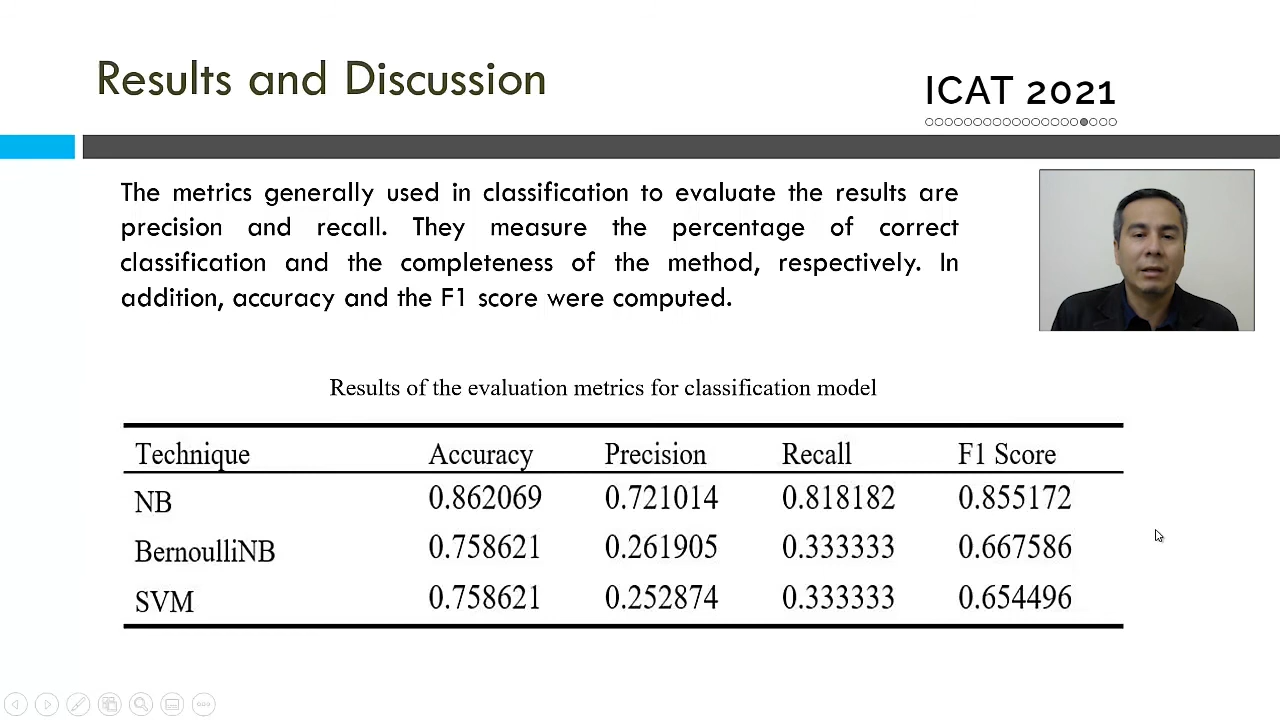 Results and Discussion
ICAT 2021
The metrics generally used in classification to evaluate the results are
precision and recall. They measure the percentage of correct
classification and the completeness of the method, respectively. In
addition, accuracy and the F1 score were computed.
Results of the evaluation metrics for classification model
Technique Accuracy Precision Recall F1 Score
NB 0.862069 0.721014 0.818182 0.855172
BernoulliNB 0.758621 0.261905 0.333333 0.667586
SVM 0.758621 0.252874 0.333333 0.654496